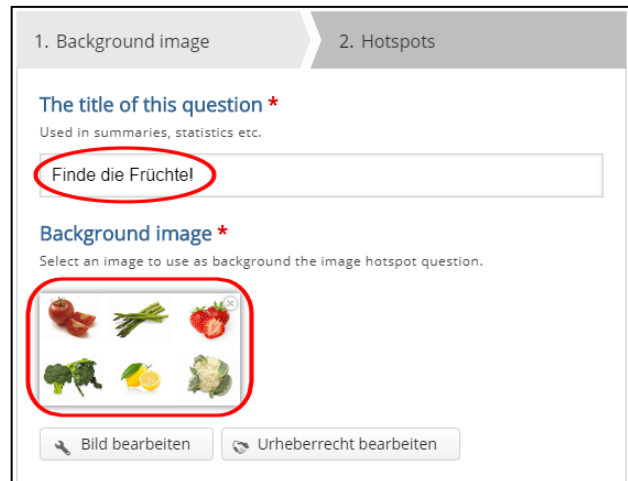 1. Background image
2. Hotspots
The title of this question *
Used in summaries, statistics etc.
Finde die Früchte!
Background image *
Select an image to use as background the image hotspot question.
Bild bearbeiten
Urheberrecht bearbeiten